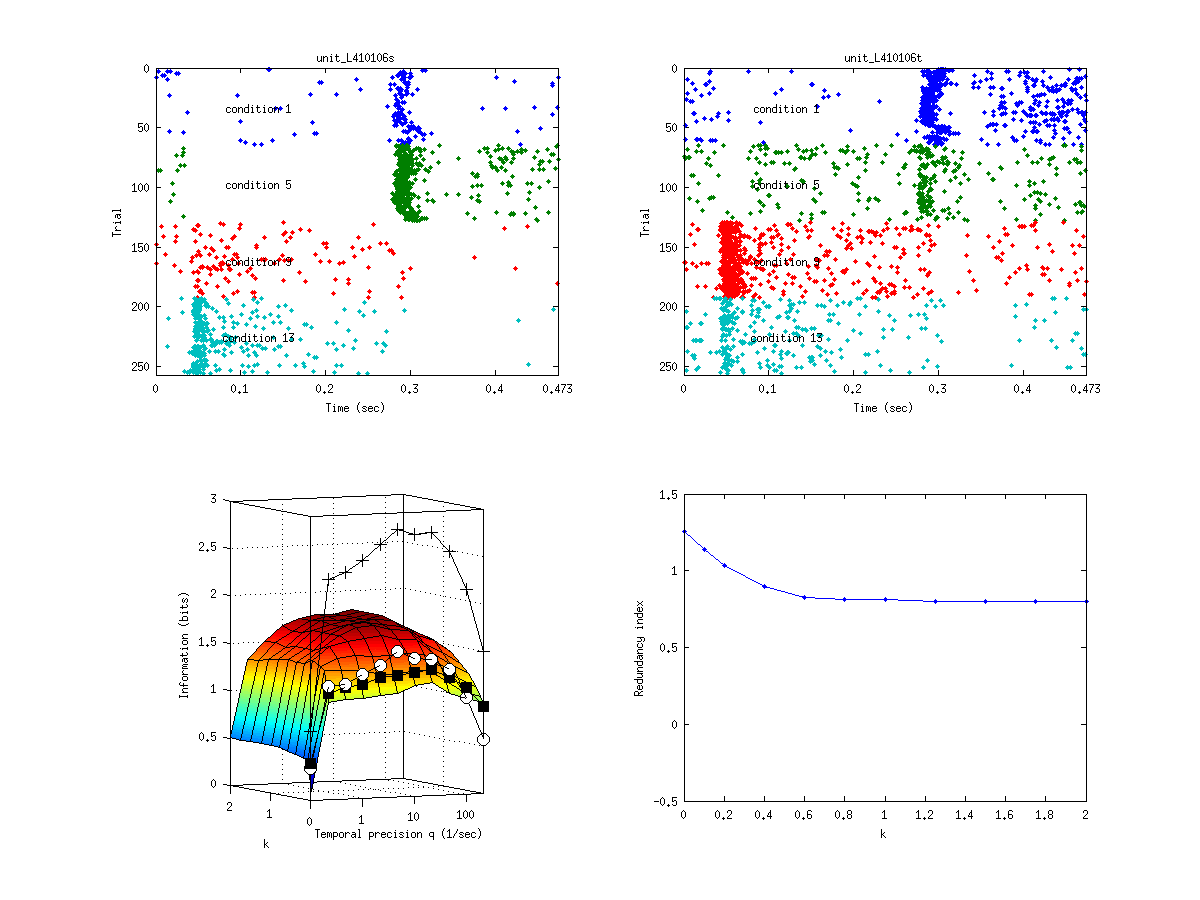 unit_L410106s
0
50
100
150
200
250
Trial
condition 1
condition 5
condition 9
condition 13
0
0.1
0.2
0.3
0.4
0.473
Time (sec)
unit_L410106t
0
50
100
150
200
250
Trial
condition 1
condition 5
condition 9
condition 13
0
0.1
0.2
0.3
0.4
0.473
Time (sec)
3
2.5
2
1.5
1
0.5
0
Information (bits)
2
1
0
k
1
10
100
Temporal precision q (1/sec)
1.5
1
0.5
0
-0.5
Redundancy index
0
0.2
0.4
0.6
0.8
1
1.2
1.4
1.6
1.8
2
k